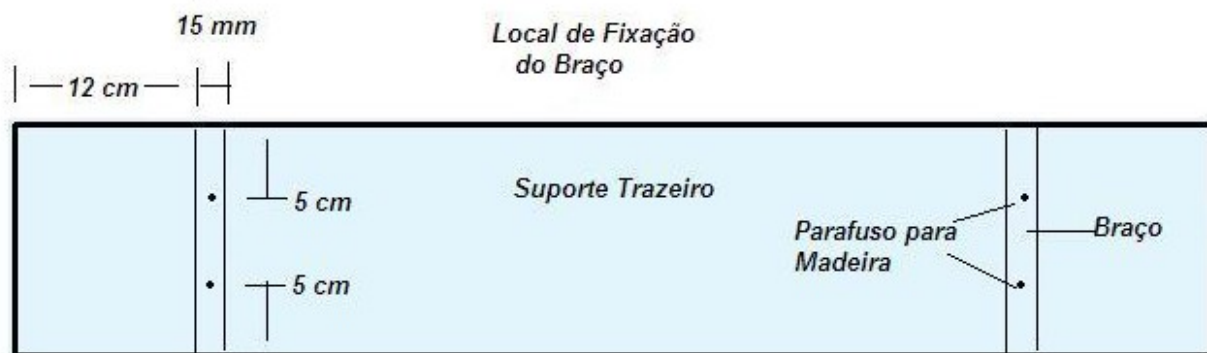 15 mm
Local de Fixação
do Braço
12 cm
5 cm
Suporte Trazeiro
Parafuso para
Madeira
Braço
5 cm